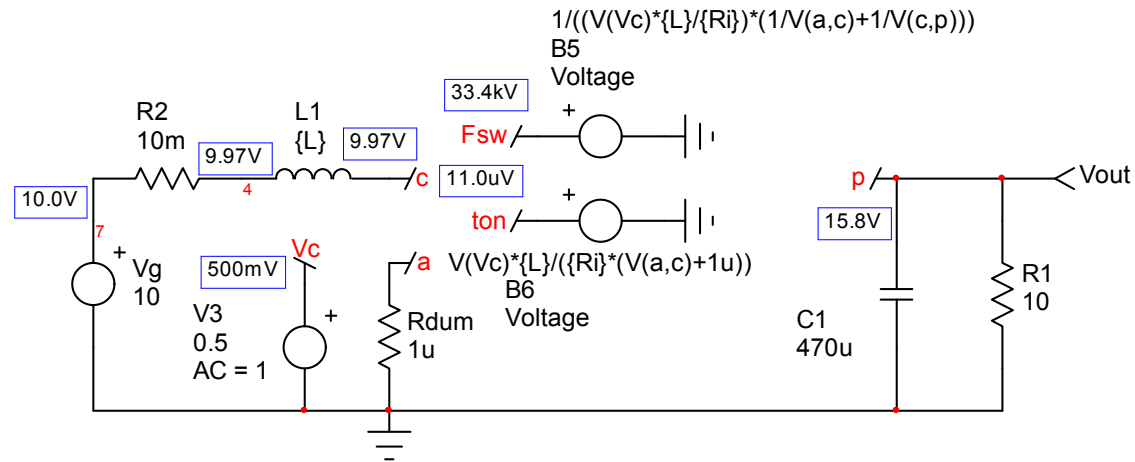 1/((V(Vc)*{L}/{Ri})*(1/V(a,c)+1/V(c,p)))
B5
Voltage
33.4kV
+
Fsw
R2
10m
L1
{L}
9.97V
9.97V
4
c
10.0V
7
11.0uV
+
ton
p
Vout
15.8V
+
Vg
10
Vc
500mV
+
V3
0.5
AC = 1
a
V(Vc)*{L}/({Ri}*(V(a,c)+1u))
B6
Voltage
Rdum
1u
C1
470u
R1
10